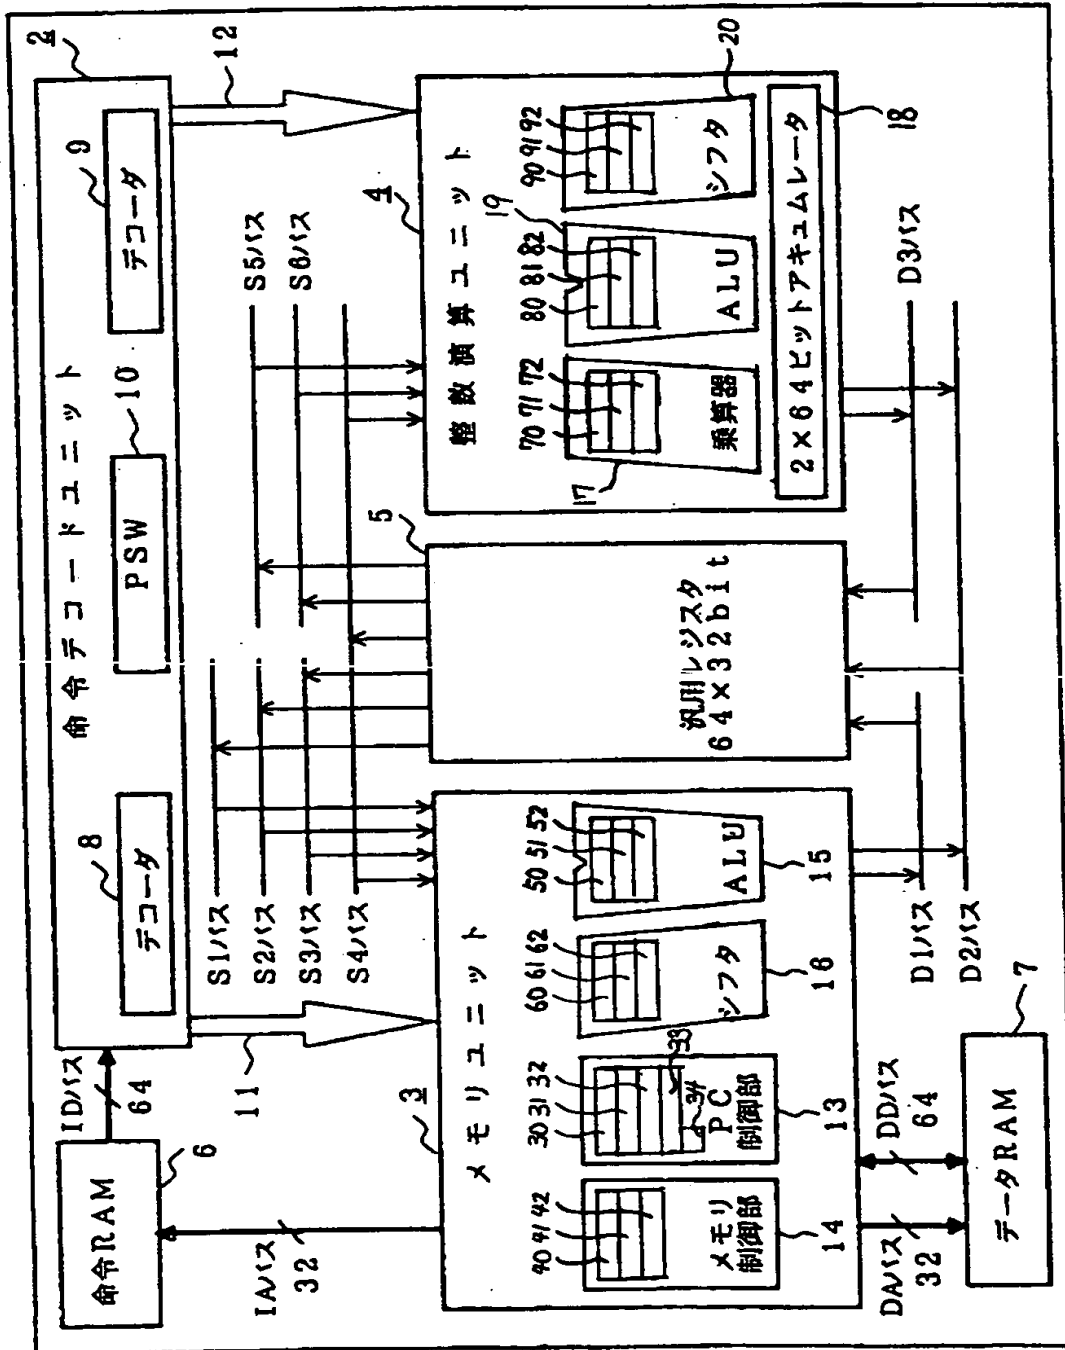 2
命令デコードユニット
8
デコーダ
10
PSW
9
デコーダ
6
命令RAM
IDバス
64
11
12
S1バス
S2バス
S3バス
S4バス
S5バス
S6バス
IAバス
32
3
メモリユニット
40 41 42
メモリ
制御部
14
30 31 32
33
34
PC
制御部
13
60 61 62
シフタ
16
50 51 52
ALU
15
5
汎用レジスタ
64×32bit
4
整数演算ユニット
70 71 72
乗算器
17
80 81 82
ALU
19
90 91 92
シフタ
20
2×64ビットアキュムレータ
18
D1バス
D2バス
D3バス
DAバス
32
DDバス
64
データRAM
7